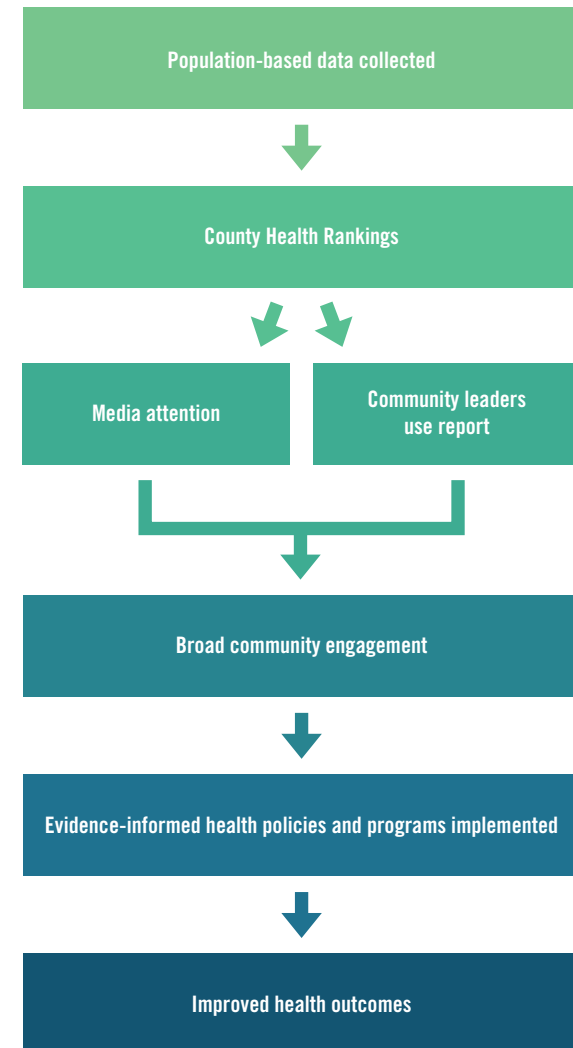 Population-based data collected
County Health Rankings
Media attention
Community leaders
use report
Broad community engagement
Evidence-informed health policies and programs implemented
Improved health outcomes